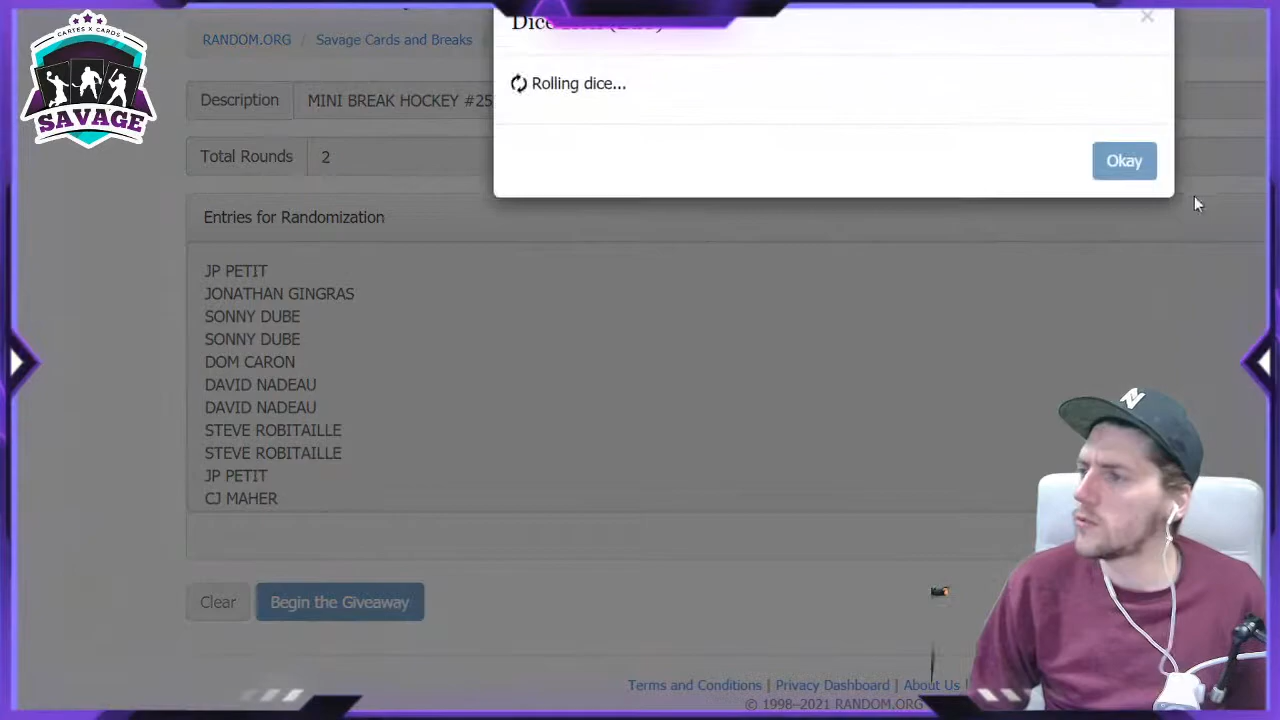 CARTES X CARDS
SAVAGE
RANDOM.ORG / Savage Cards and Breaks /
Rolling dice...
Okay
Description
MINI BREAK HOCKEY #25
Total Rounds
2
Entries for Randomization
JP PETIT
JONATHAN GINGRAS
SONNY DUBE
SONNY DUBE
DOM CARON
DAVID NADEAU
DAVID NADEAU
STEVE ROBITAILLE
STEVE ROBITAILLE
JP PETIT
CJ MAHER
Clear
Begin the Giveaway
Terms and Conditions | Privacy Dashboard | About Us |
© 1998–2021 RANDOM.ORG